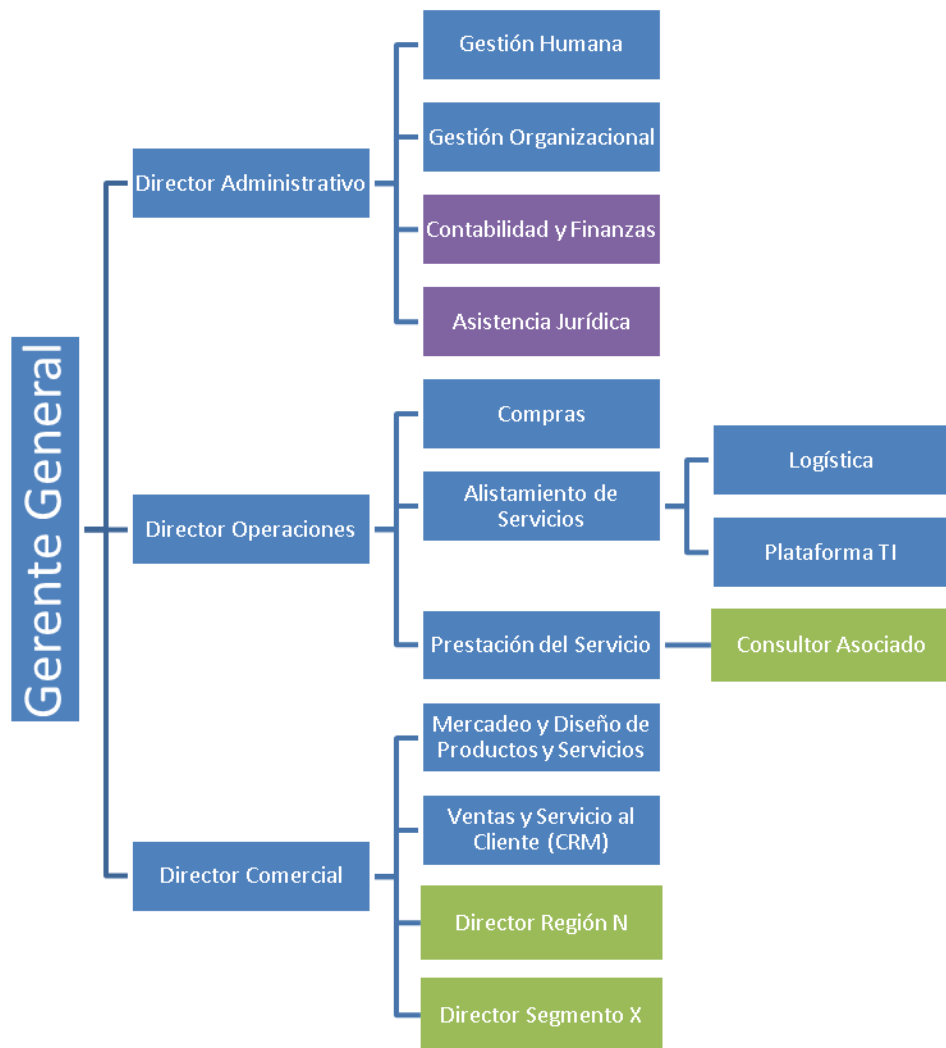 Gerente General
Director Administrativo
Gestión Humana
Gestión Organizacional
Contabilidad y Finanzas
Asistencia Jurídica
Director Operaciones
Compras
Alistamiento de
Servicios
Logística
Plataforma TI
Prestación del Servicio
Consultor Asociado
Director Comercial
Mercadeo y Diseño de
Productos y Servicios
Ventas y Servicio al
Cliente (CRM)
Director Región N
Director Segmento X